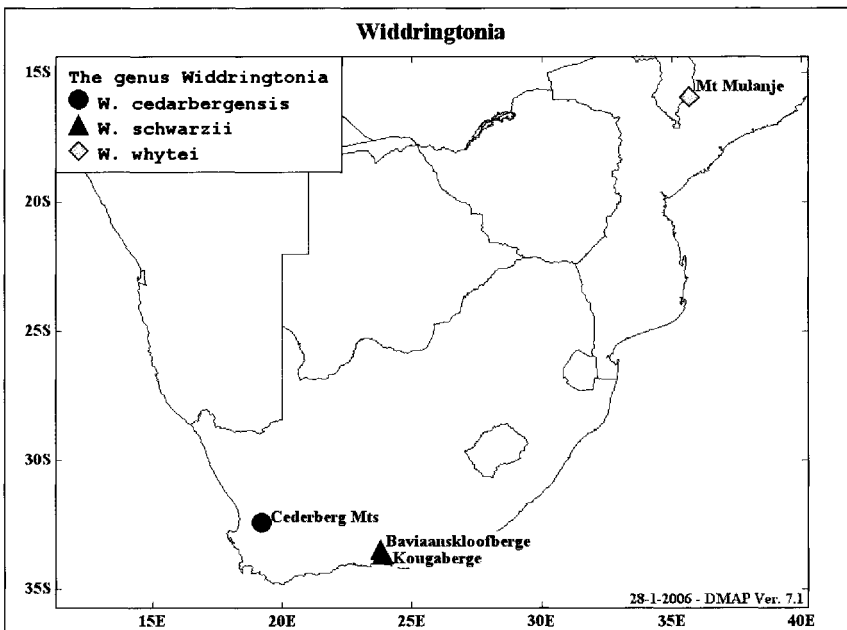 Widdringtonia
15S
The genus Widdringtonia
W. cedarbergensis
W. schwarzii
W. whytei
Mt Mulanje
20S
25S
30S
Cederberg Mts
Baviaanskloofberge
Kougaberge
35S
28-1-2006 - DMAP Ver. 7.1
15E 20E 25E 30E 35E 40E